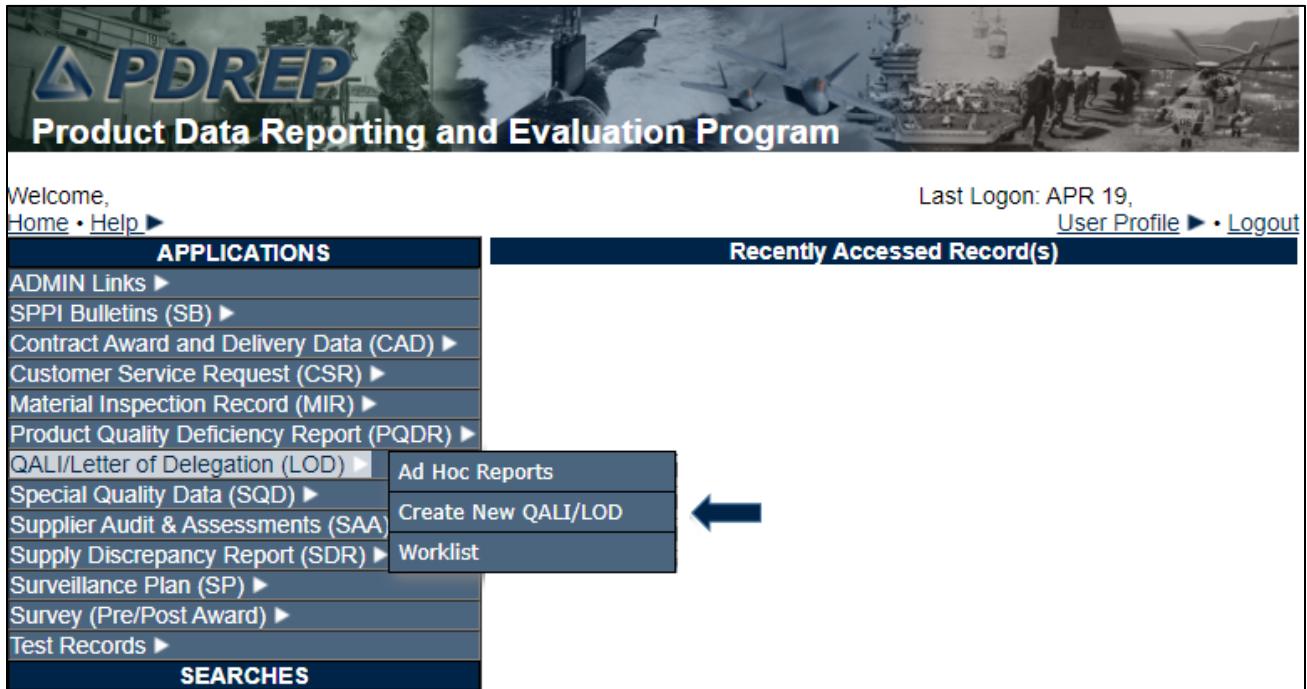 PDREP
Product Data Reporting and Evaluation Program
Welcome,
Last Logon: APR 19,
Home • Help ▶
User Profile ▶ • Logout
APPLICATIONS
Recently Accessed Record(s)
ADMIN Links ▶
SPPI Bulletins (SB) ▶
Contract Award and Delivery Data (CAD) ▶
Customer Service Request (CSR) ▶
Material Inspection Record (MIR) ▶
Product Quality Deficiency Report (PQDR) ▶
QALI/Letter of Delegation (LOD) ▶
Ad Hoc Reports
Create New QALI/LOD
Worklist
Special Quality Data (SQD) ▶
Supplier Audit & Assessments (SAA)
Supply Discrepancy Report (SDR) ▶
Surveillance Plan (SP) ▶
Survey (Pre/Post Award) ▶
Test Records ▶
SEARCHES